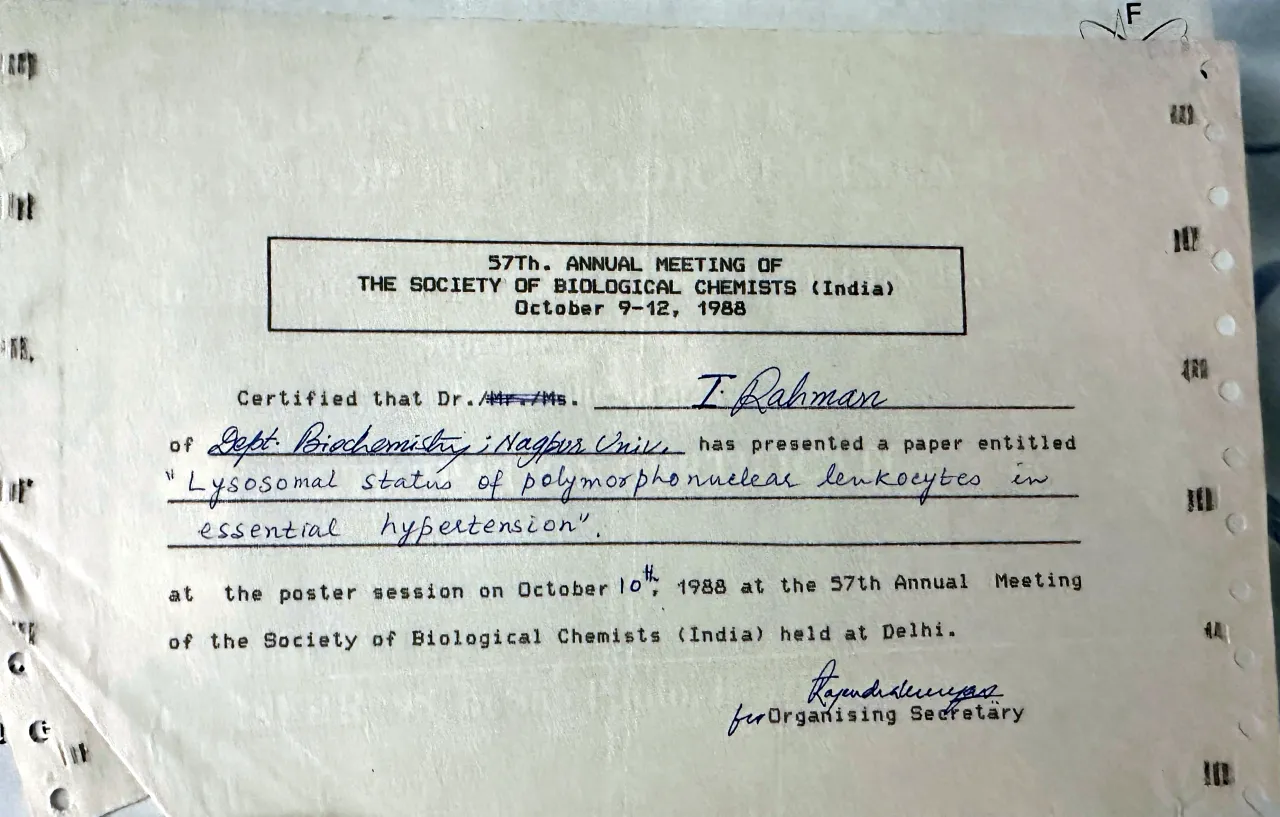 F
57Th. ANNUAL MEETING OF
THE SOCIETY OF BIOLOGICAL CHEMISTS (India)
October 9-12, 1988
Certified that Dr./Mr./Ms. I. Rahman
of Dept. Biochemistry; Nagpur Univ. has presented a paper entitled
"Lysosomal status of polymorphonuclear leukocytes in
essential hypertension".
at the poster session on October 10th, 1988 at the 57th Annual Meeting
of the Society of Biological Chemists (India) held at Delhi.
for Organising Secretary